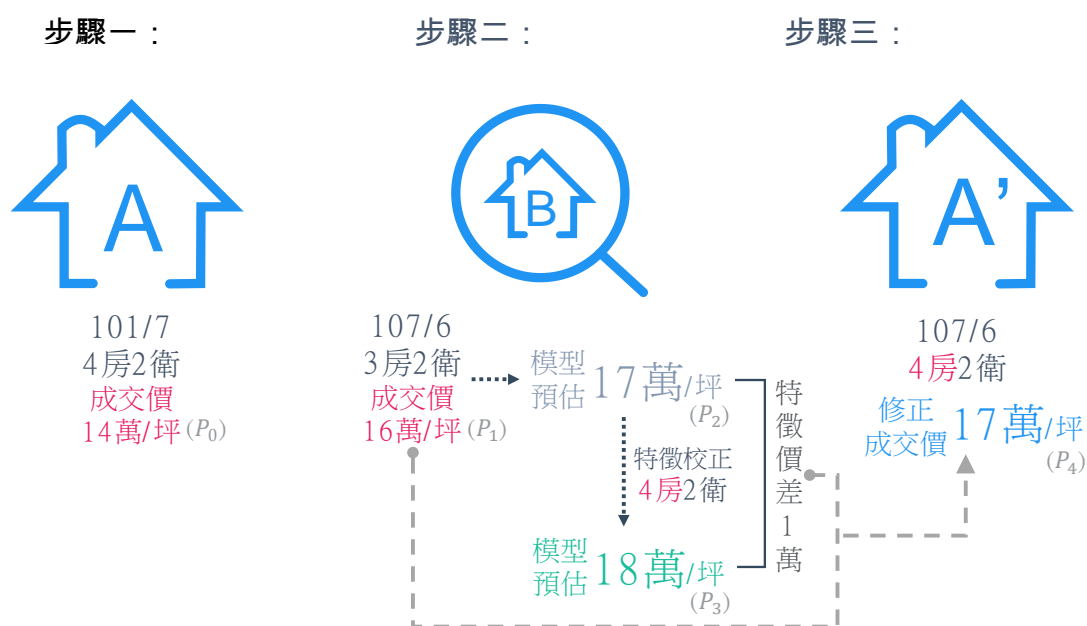 步驟一：
步驟二：
步驟三：
A
101/7
4房2衛
成交價
14萬/坪 (P₀)
B
107/6
3房2衛
成交價
16萬/坪 (P₁)
模型
預估 17萬/坪
(P₂)
特徵校正
4房2衛
模型
預估 18萬/坪
(P₃)
特徵價差1萬
A’
107/6
4房2衛
修正
成交價 17萬/坪
(P₄)